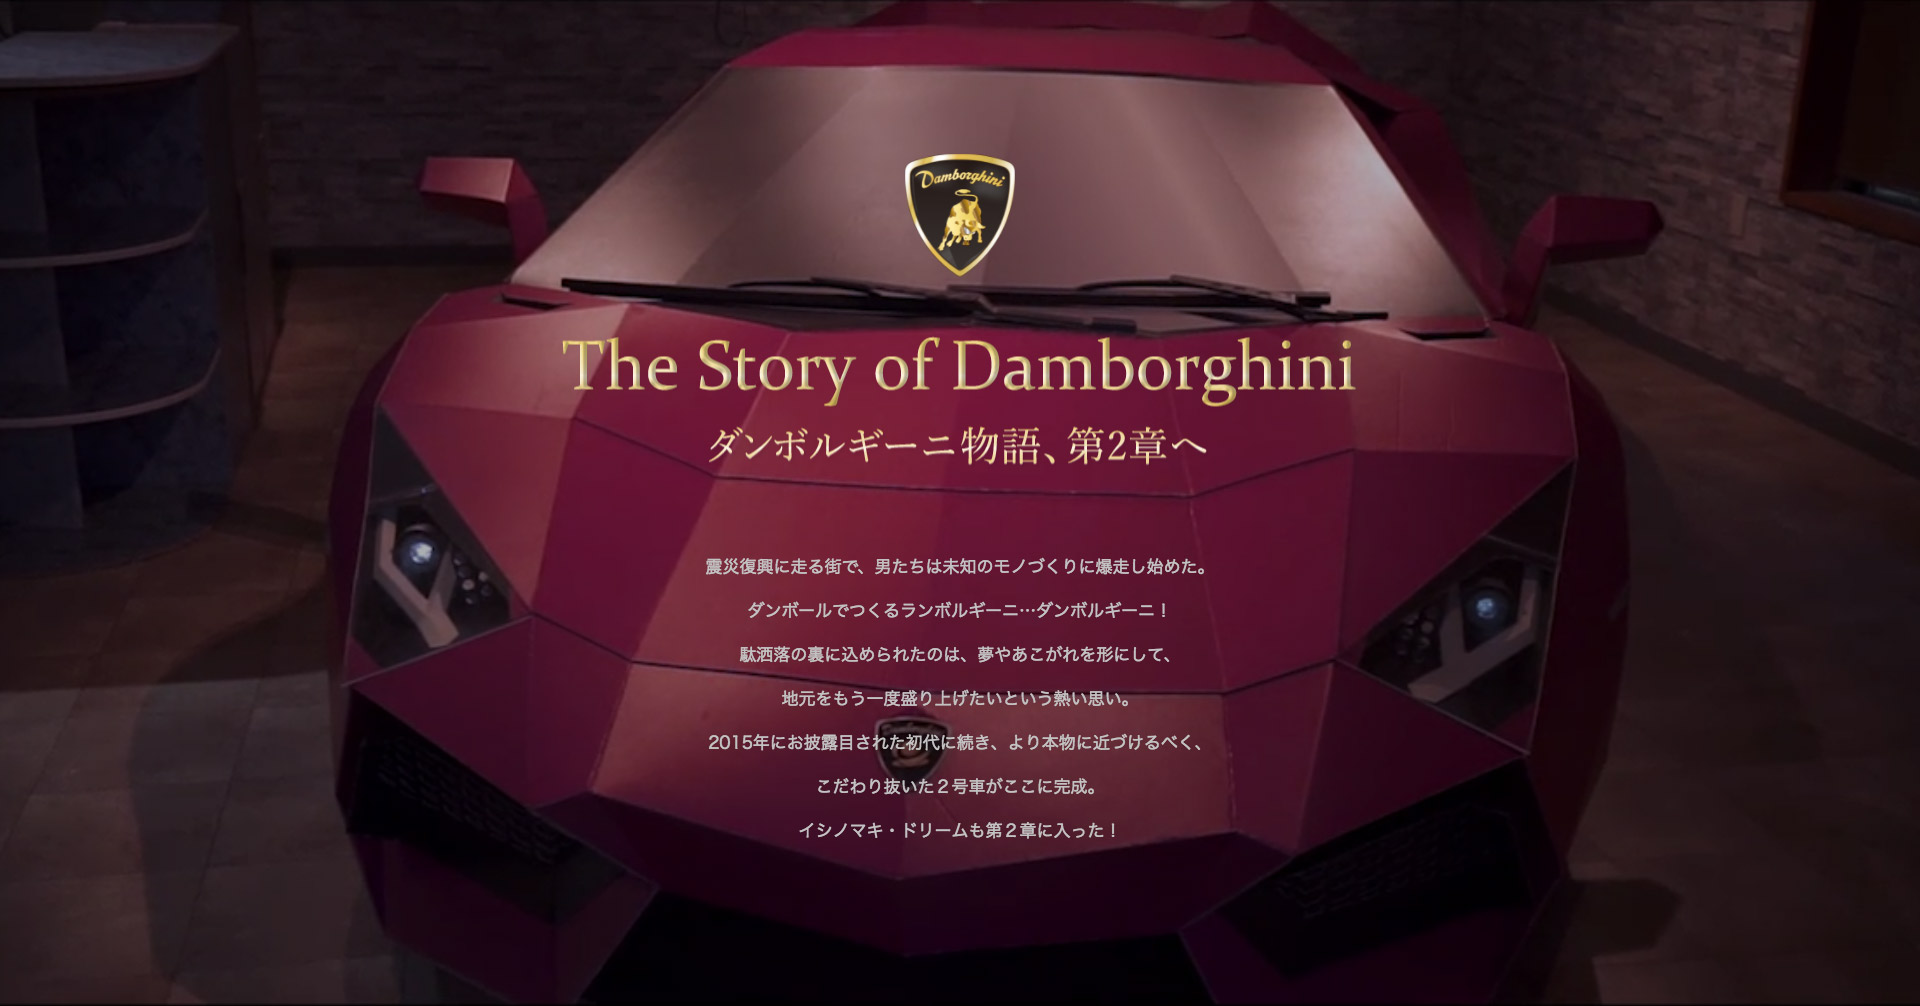 Damborghini
The Story of Damborghini
ダンボルギーニ物語、第2章へ
震災復興に走る街で、男たちは未知のモノづくりに爆走し始めた。
ダンボールでつくるランボルギーニ…ダンボルギーニ！
駄洒落の裏に込められたのは、夢やあこがれを形にして、
地元をもう一度盛り上げたいという熱い思い。
2015年にお披露目された初代に続き、より本物に近づけるべく、
こだわり抜いた２号車がここに完成。
イシノマキ・ドリームも第２章に入った！